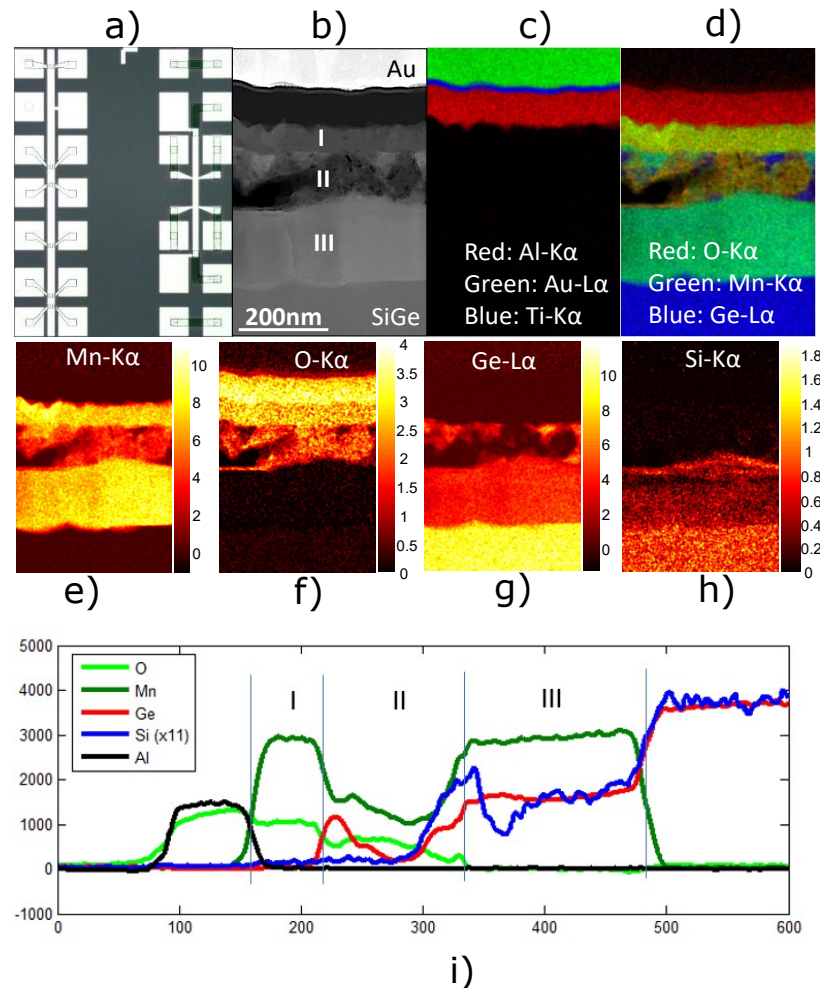 a) b) c) d)
Au
I
II
III
200nm SiGe
Red: Al-Kα
Green: Au-Lα
Blue: Ti-Kα
Red: O-Kα
Green: Mn-Kα
Blue: Ge-Lα
Mn-Kα
10
8
6
4
2
0
O-Kα
4
3.5
3
2.5
2
1.5
1
0.5
0
Ge-Lα
10
8
6
4
2
0
Si-Kα
1.8
1.6
1.4
1.2
1
0.8
0.6
0.4
0.2
0
e) f) g) h)
5000
4000
3000
2000
1000
0
-1000
O
Mn
Ge
Si (x11)
Al
I II III
0 100 200 300 400 500 600
i)